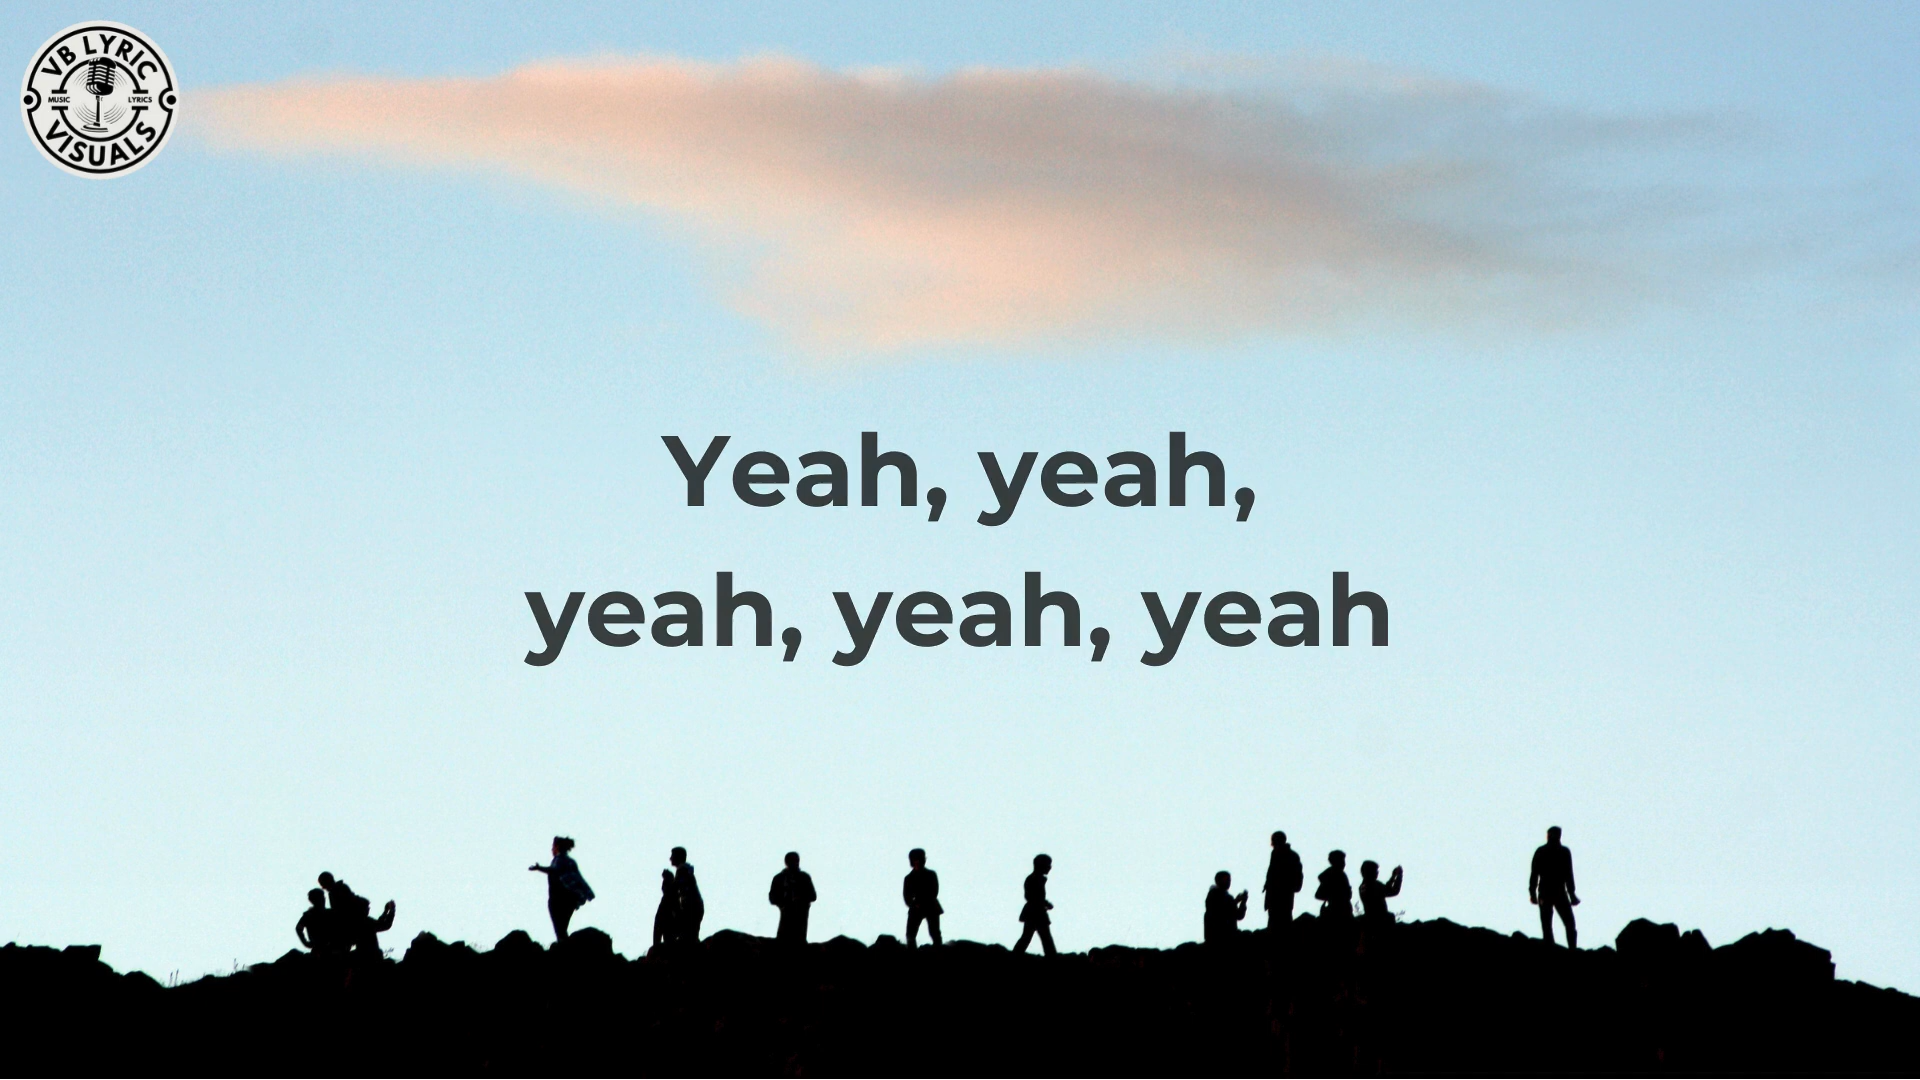 VB LYRIC
MUSIC LYRICS
VISUALS
Yeah, yeah,
yeah, yeah, yeah